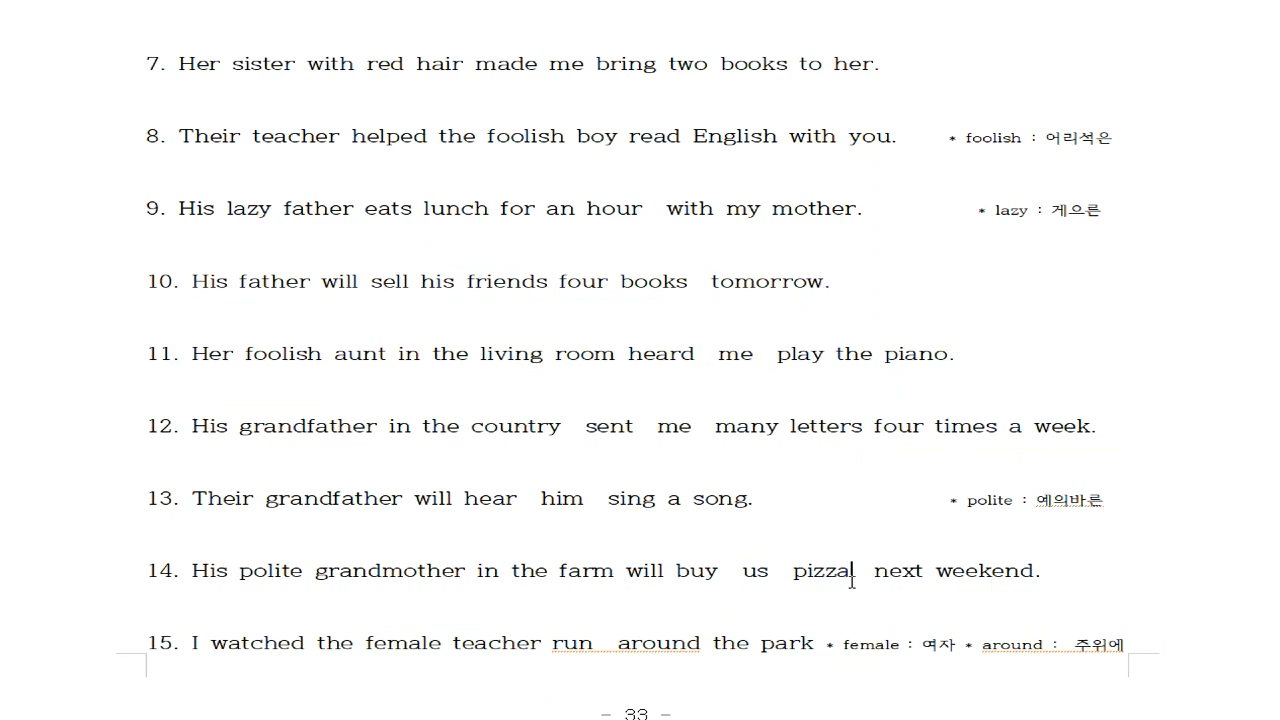 7. Her sister with red hair made me bring two books to her.
8. Their teacher helped the foolish boy read English with you. * foolish : 어리석은
9. His lazy father eats lunch for an hour with my mother. * lazy : 게으른
10. His father will sell his friends four books tomorrow.
11. Her foolish aunt in the living room heard me play the piano.
12. His grandfather in the country sent me many letters four times a week.
13. Their grandfather will hear him sing a song. * polite : 예의바른
14. His polite grandmother in the farm will buy us pizza next weekend.
15. I watched the female teacher run around the park * female : 여자 * around : 주위에
- 33 -